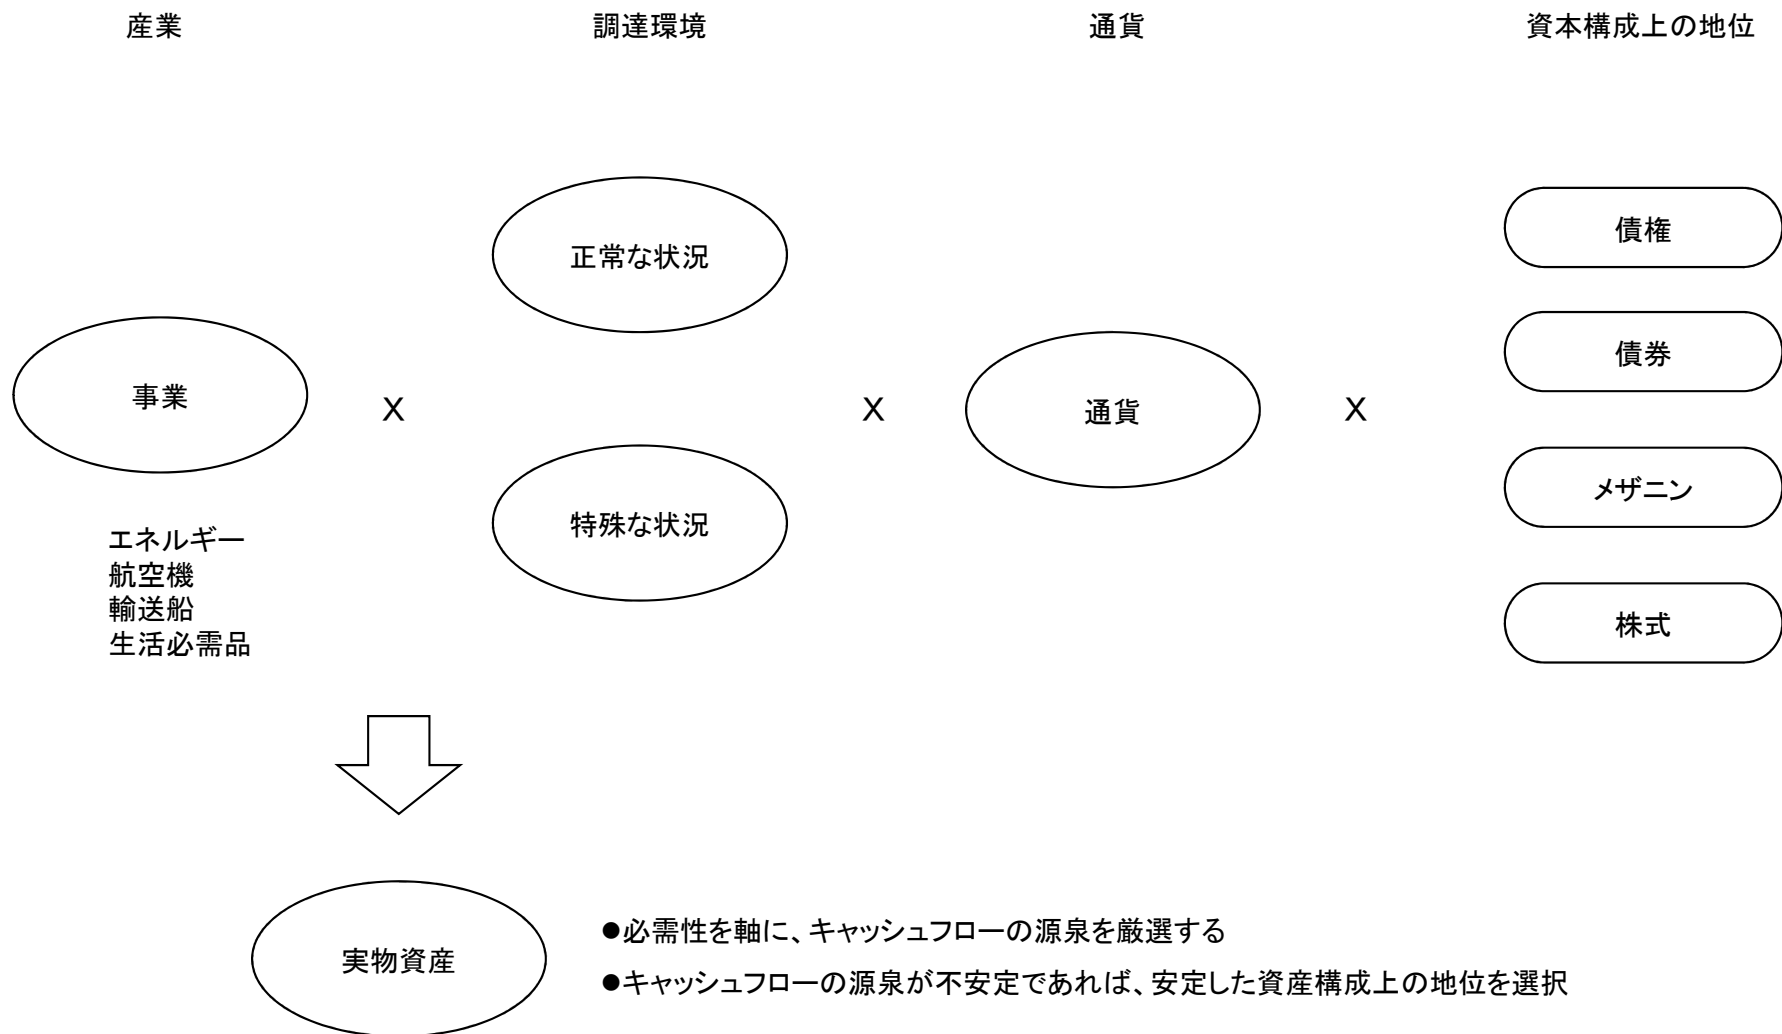 産業
調達環境
通貨
資本構成上の地位
事業
エネルギー
航空機
輸送船
生活必需品
X
正常な状況
特殊な状況
X
通貨
X
債権
債券
メザニン
株式
実物資産
●必需性を軸に、キャッシュフローの源泉を厳選する
●キャッシュフローの源泉が不安定であれば、安定した資産構成上の地位を選択